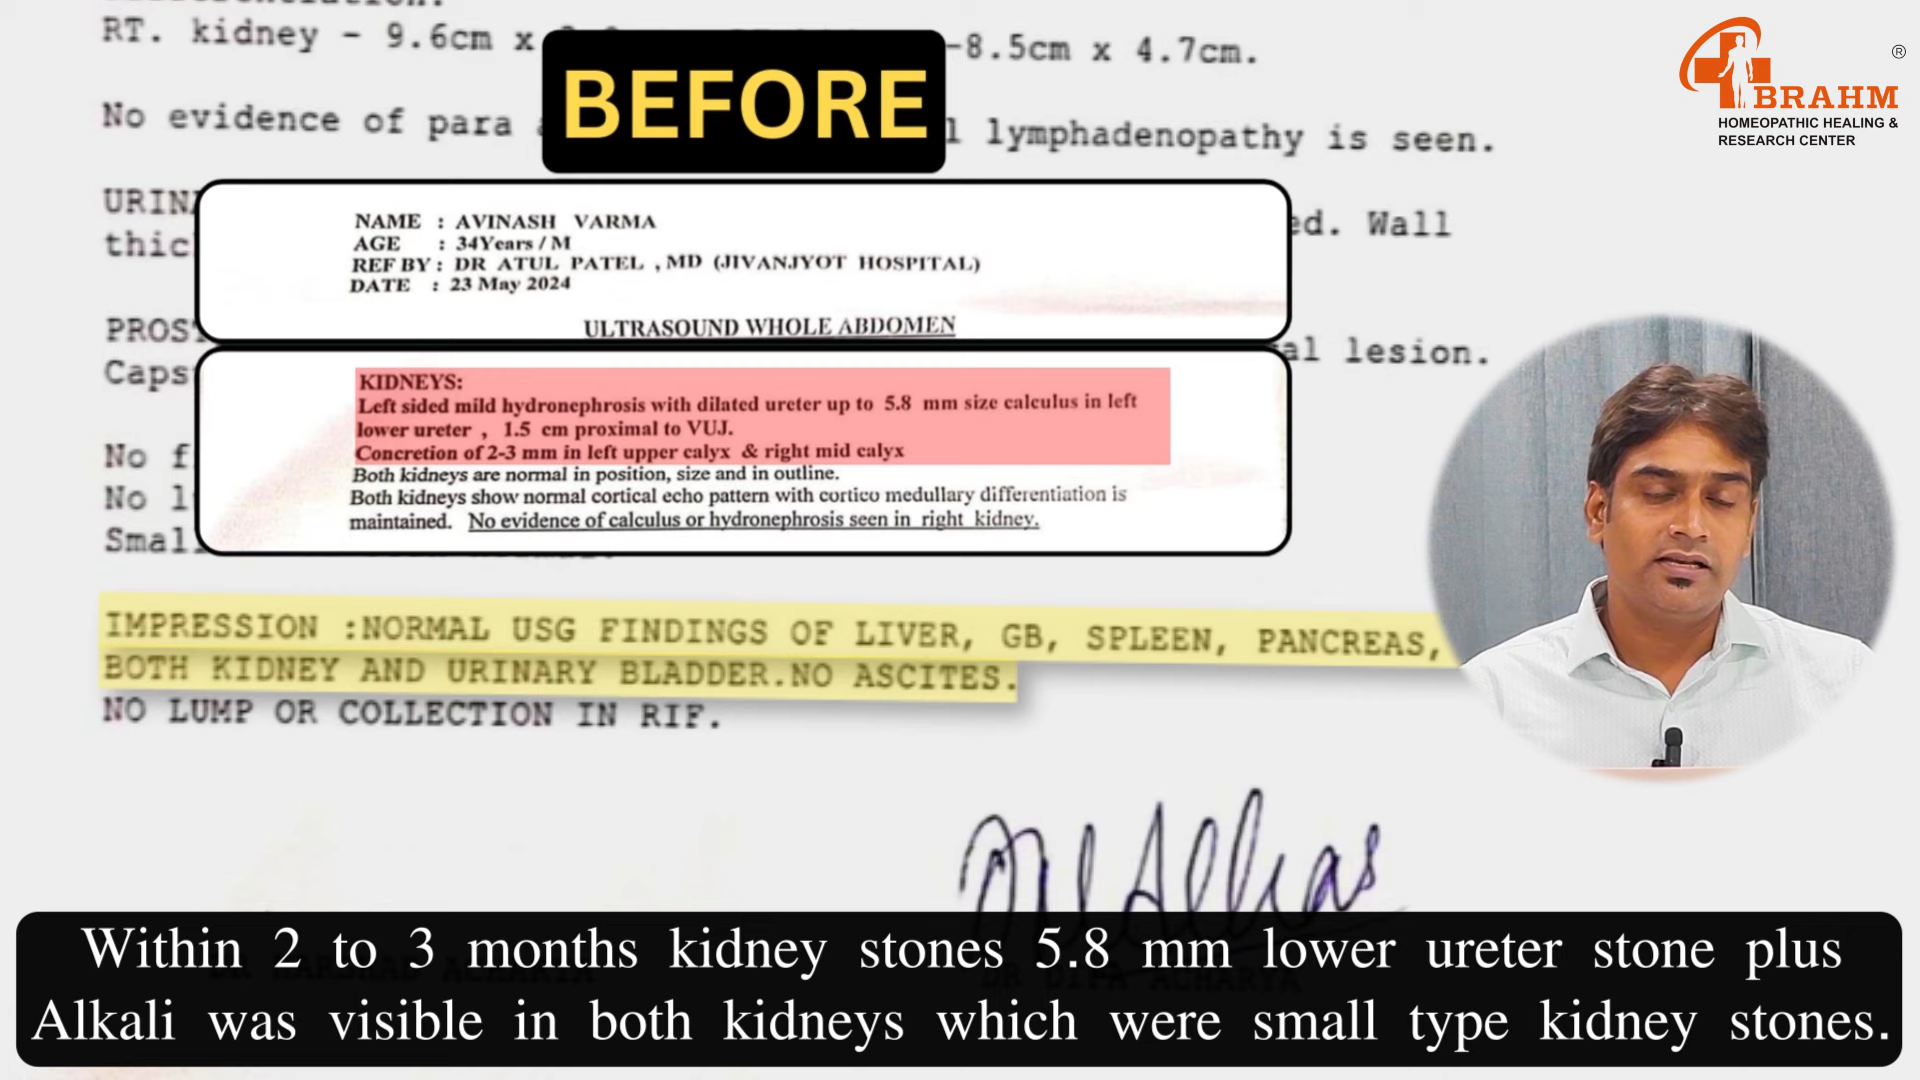 RT. kidney - 9.6cm x -8.5cm x 4.7cm.
BEFORE
BRAHM
®
HOMEOPATHIC HEALING &
RESEARCH CENTER
No evidence of para lymphadenopathy is seen.
NAME : AVINASH VARMA
AGE : 34Years / M
REF BY : DR ATUL PATEL , MD (JIVANJYOT HOSPITAL)
DATE : 23 May 2024
ULTRASOUND WHOLE ABDOMEN
Wall
lesion.
KIDNEYS:
Left sided mild hydronephrosis with dilated ureter up to 5.8 mm size calculus in left
lower ureter , 1.5 cm proximal to VUJ.
Concretion of 2-3 mm in left upper calyx & right mid calyx
Both kidneys are normal in position, size and in outline.
Both kidneys show normal cortical echo pattern with cortico medullary differentiation is
maintained. No evidence of calculus or hydronephrosis seen in right kidney.
No
No
IMPRESSION :NORMAL USG FINDINGS OF LIVER, GB, SPLEEN, PANCREAS,
BOTH KIDNEY AND URINARY BLADDER.NO ASCITES.
NO LUMP OR COLLECTION IN RIF.
Within 2 to 3 months kidney stones 5.8 mm lower ureter stone plus
Alkali was visible in both kidneys which were small type kidney stones.